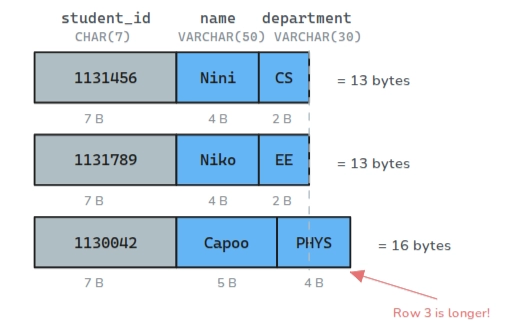 student_id name department
CHAR(7) VARCHAR(50) VARCHAR(30)
1131456 Nini CS = 13 bytes
7 B 4 B 2 B
1131789 Niko EE = 13 bytes
7 B 4 B 2 B
1130042 Capoo PHYS = 16 bytes
7 B 5 B 4 B
Row 3 is longer!